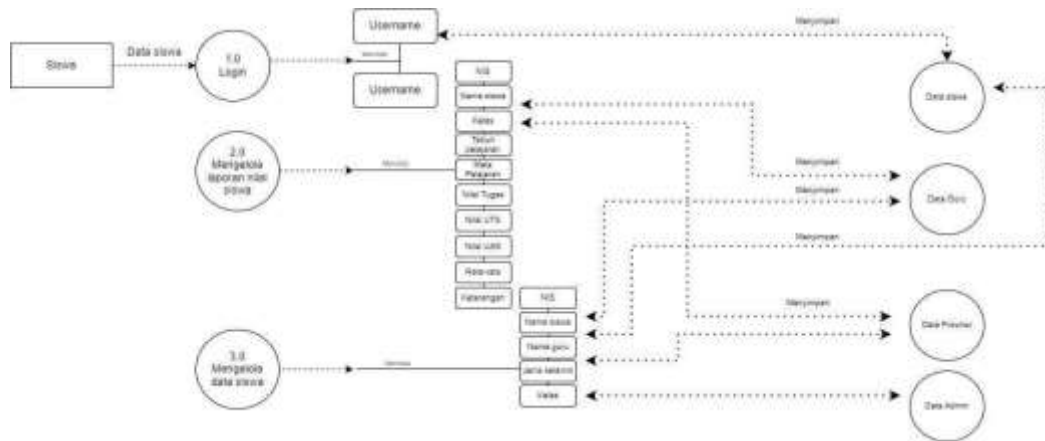 Siswa
Data siswa
1.0
Login
Username
Username
Menyimpan
Data siswa
2.0
Mengelola
laporan nilai
siswa
NIS
Nama siswa
Kelas
Tahun
pelajaran
Mata
Pelajaran
Nilai Tugas
Nilai UTS
Nilai UAS
Rata-rata
Keterangan
Menyimpan
Menyimpan
Data Guru
Menyimpan
3.0
Mengelola
data siswa
NIS
Nama siswa
Nama guru
Jenis kelamin
Kelas
Menyimpan
Data Admin